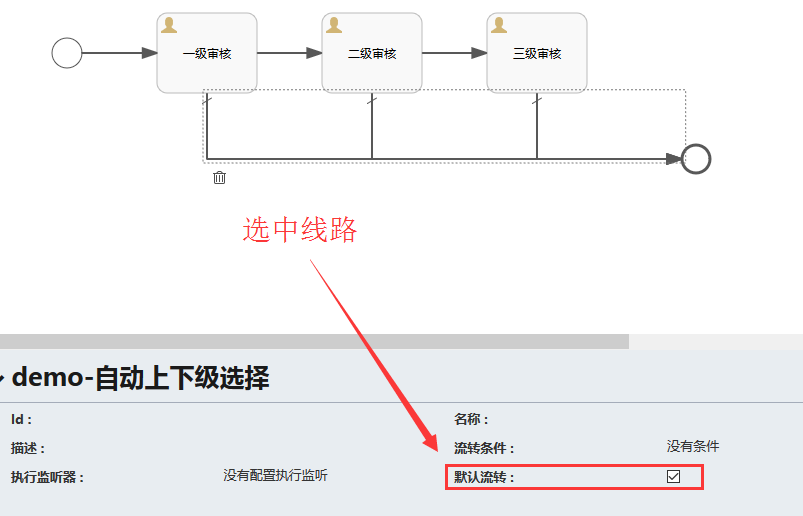 一级审核
二级审核
三级审核
选中线路
demo-自动上下级选择
Id :
名称 :
描述 :
流转条件 :
没有条件
执行监听器 :
没有配置执行监听
默认流转 :